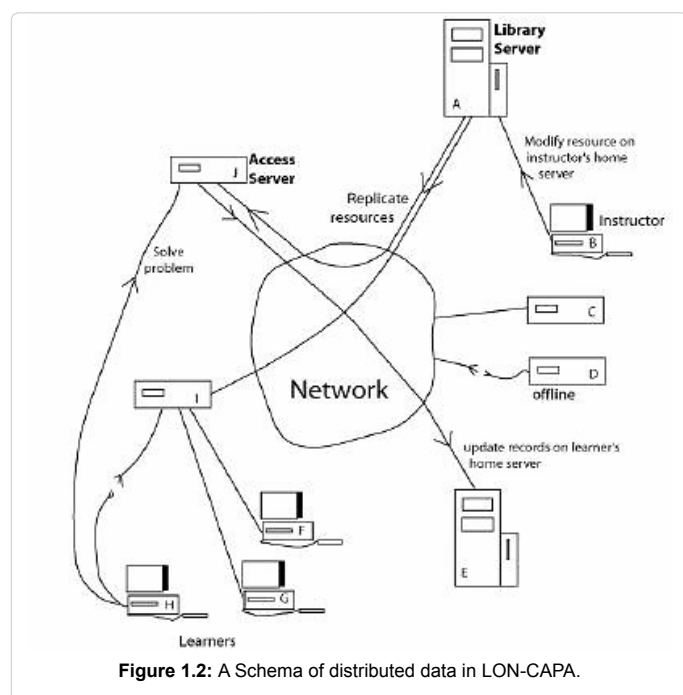 Library
Server
A
Modify resource on
instructor's home
server
Access
Server
J
Replicate
resources
Instructor
B
Solve
problem
C
Network
D
offline
I
update records on learner's
home server
F
E
G
H
Learners
Figure 1.2: A Schema of distributed data in LON-CAPA.